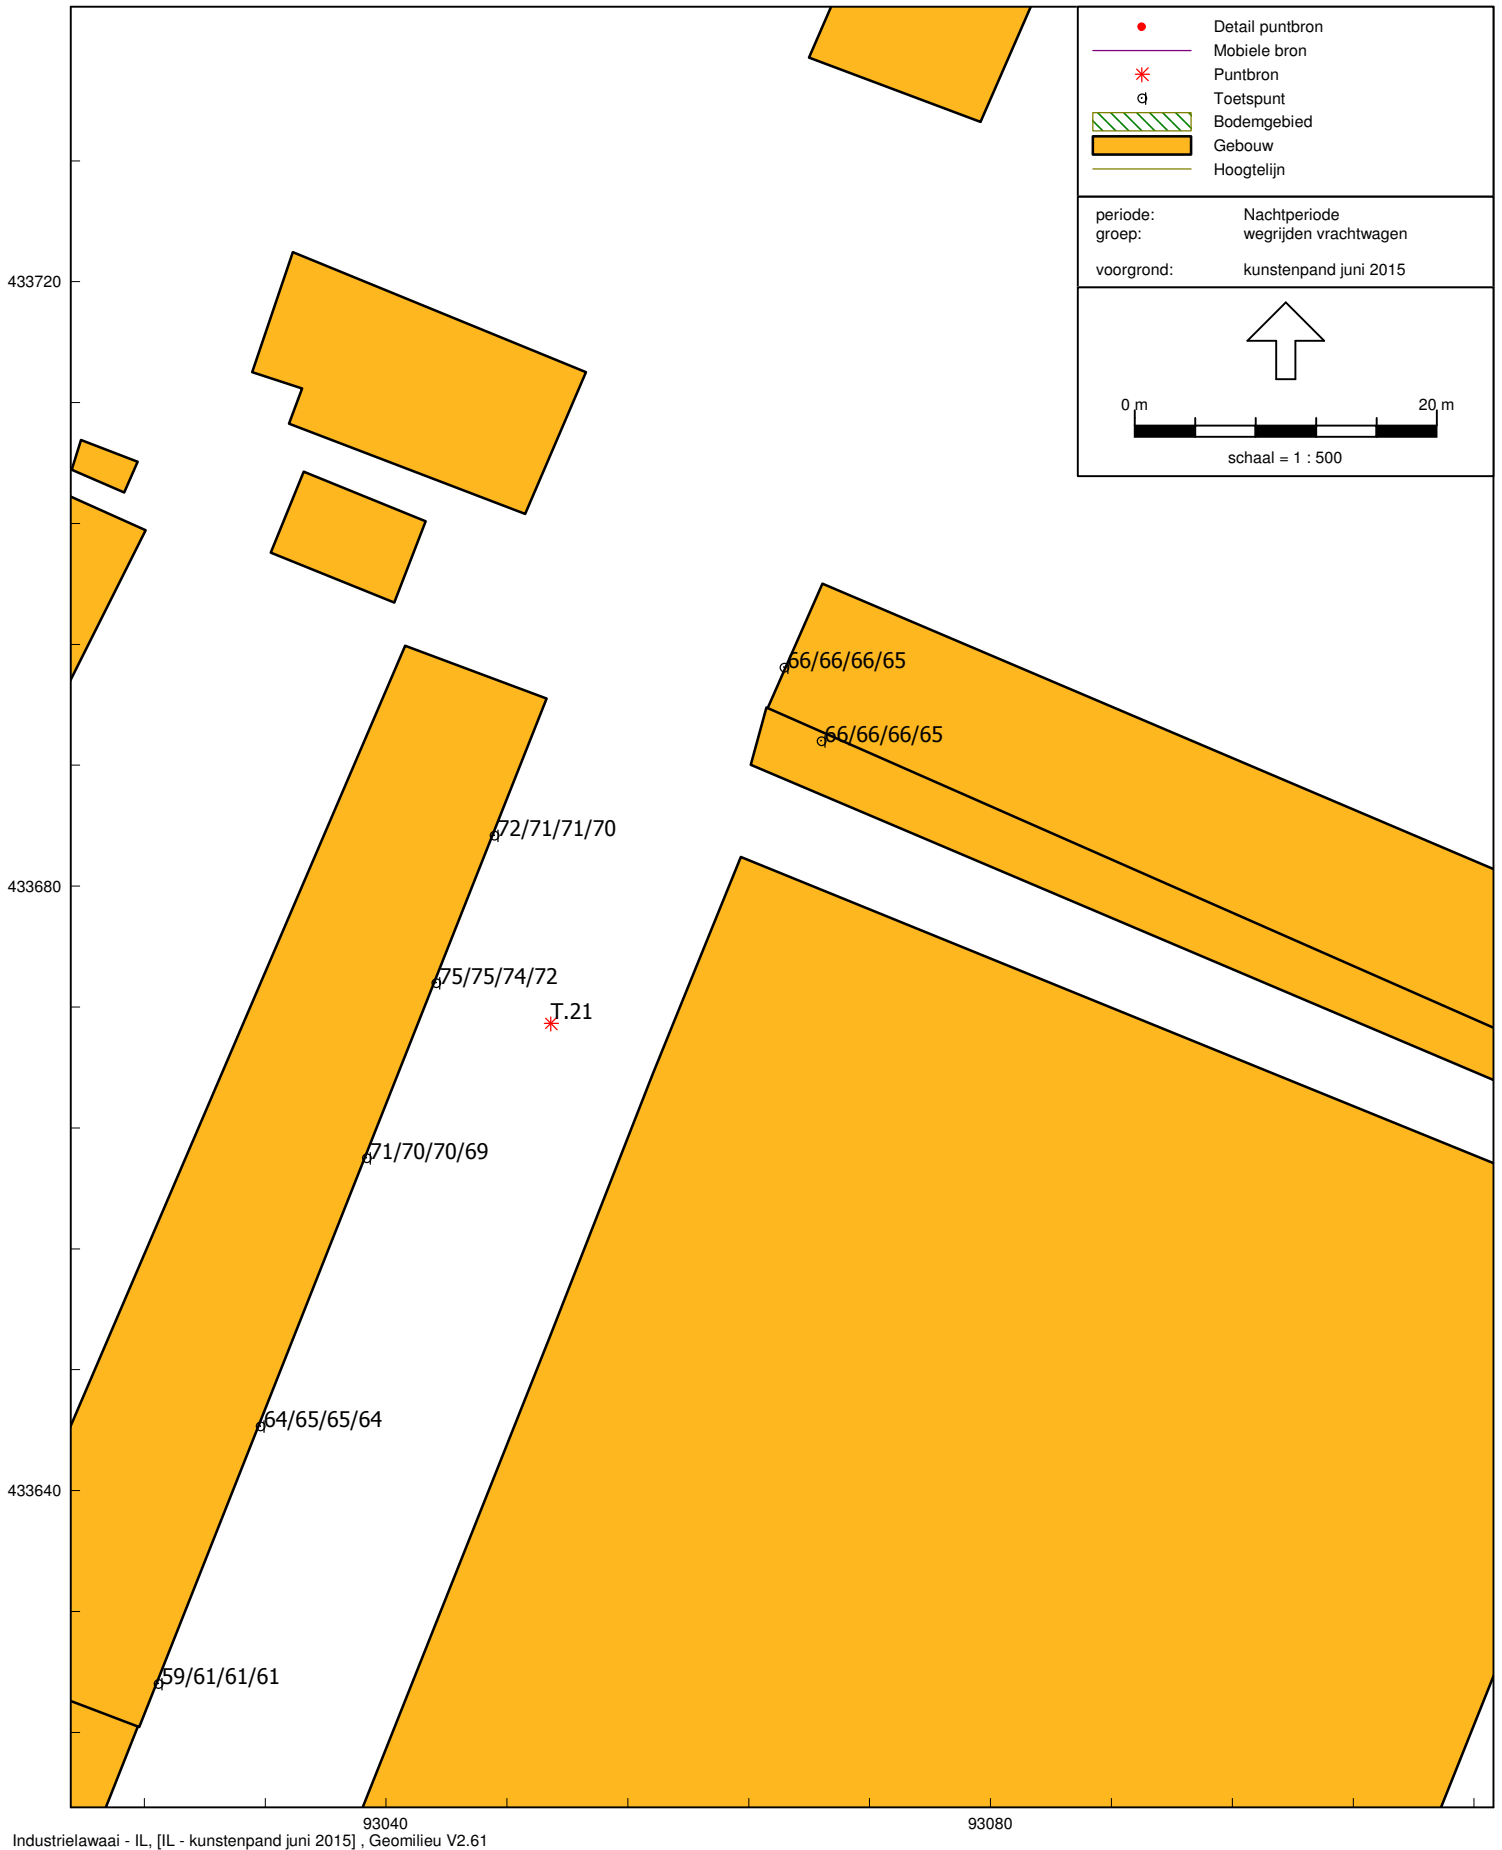 Detail puntbron
Mobiele bron
Puntbron
Toetspunt
Bodemgebied
Gebouw
Hoogtelijn
periode: Nachtperiode
groep: wegrijden vrachtwagen
voorgrond: kunstenpand juni 2015
0 m 20 m
schaal = 1 : 500
433720
66/66/66/65
66/66/66/65
72/71/71/70
433680
75/75/74/72
T.21
71/70/70/69
64/65/65/64
433640
59/61/61/61
93040 93080
Industrielawaai - IL, [IL - kunstenpand juni 2015] , Geomilieu V2.61